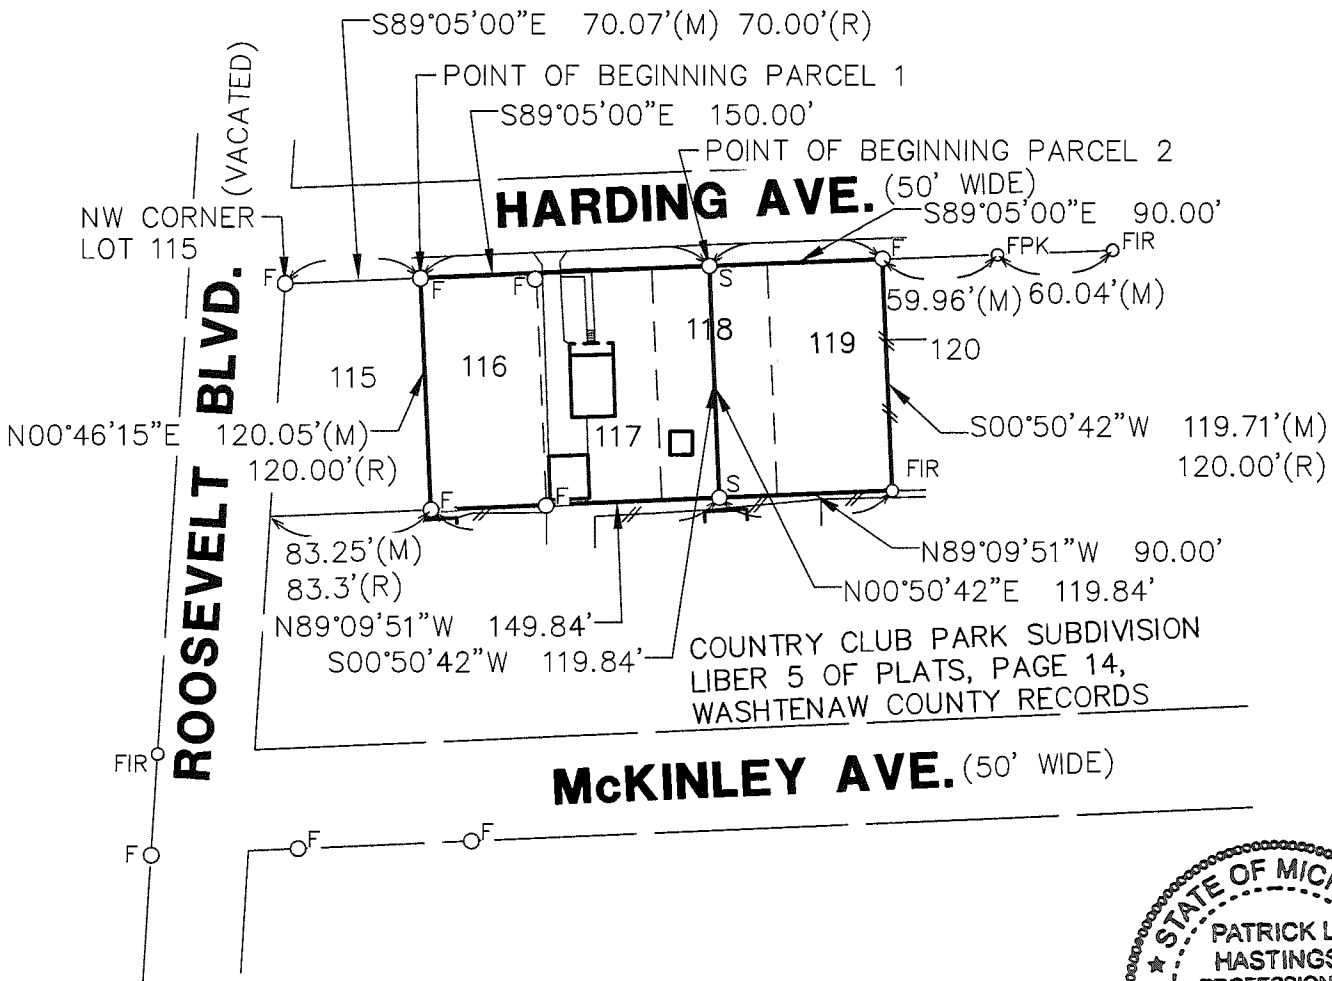 S89°05'00"E 70.07'(M) 70.00'(R)
POINT OF BEGINNING PARCEL 1
S89°05'00"E 150.00'
POINT OF BEGINNING PARCEL 2
(VACATED)
HARDING AVE. (50' WIDE)
S89°05'00"E 90.00'
NW CORNER
LOT 115
F
F
F
S
F
FPK
FIR
59.96'(M) 60.04'(M)
ROOSEVELT BLVD.
115
116
117
118
119
120
N00°46'15"E 120.05'(M)
120.00'(R)
S00°50'42"W 119.71'(M)
120.00'(R)
F
F
S
FIR
83.25'(M)
83.3'(R)
N89°09'51"W 90.00'
N00°50'42"E 119.84'
N89°09'51"W 149.84'
S00°50'42"W 119.84'
COUNTRY CLUB PARK SUBDIVISION
LIBER 5 OF PLATS, PAGE 14,
WASHTENAW COUNTY RECORDS
FIR
McKINLEY AVE. (50' WIDE)
F
F
F
★ STATE OF MICH
PATRICK L
HASTINGS